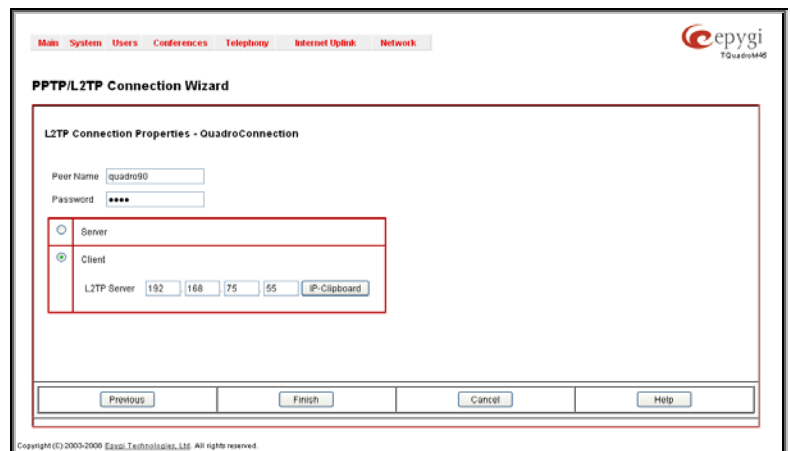 Main System Users Conferences Telephony Internet Uplink Network
epygi
TQuadroM46
PPTP/L2TP Connection Wizard
L2TP Connection Properties - QuadroConnection
Peer Name quadro90
Password ••••
Server
Client
L2TP Server 192 . 168 . 75 . 55 IP-Clipboard
Previous Finish Cancel Help
Copyright (C) 2003-2008 Epygi Technologies, Ltd. All rights reserved.